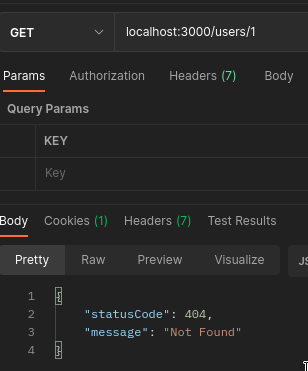 GET localhost:3000/users/1
Params Authorization Headers (7) Body
Query Params
KEY
Key
Body Cookies (1) Headers (7) Test Results
Pretty Raw Preview Visualize JS
1 {
2 "statusCode": 404,
3 "message": "Not Found"
4 }